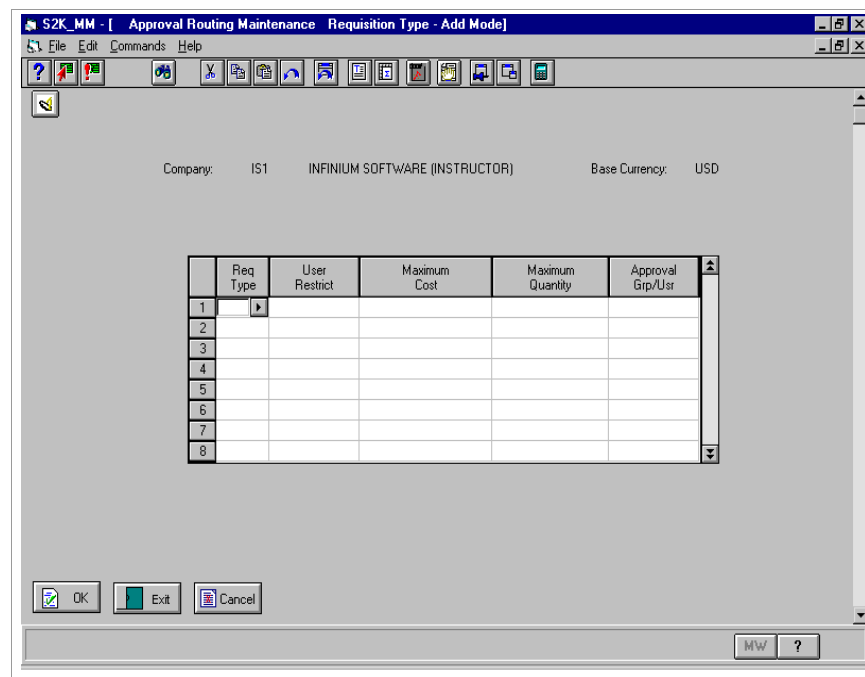 S2K_MM - [ Approval Routing Maintenance Requisition Type - Add Mode]
File Edit Commands Help
Company: IS1 INFINIUM SOFTWARE (INSTRUCTOR) Base Currency: USD
Req Type User Restrict Maximum Cost Maximum Quantity Approval Grp/Usr
1
2
3
4
5
6
7
8
OK Exit Cancel
MW ?